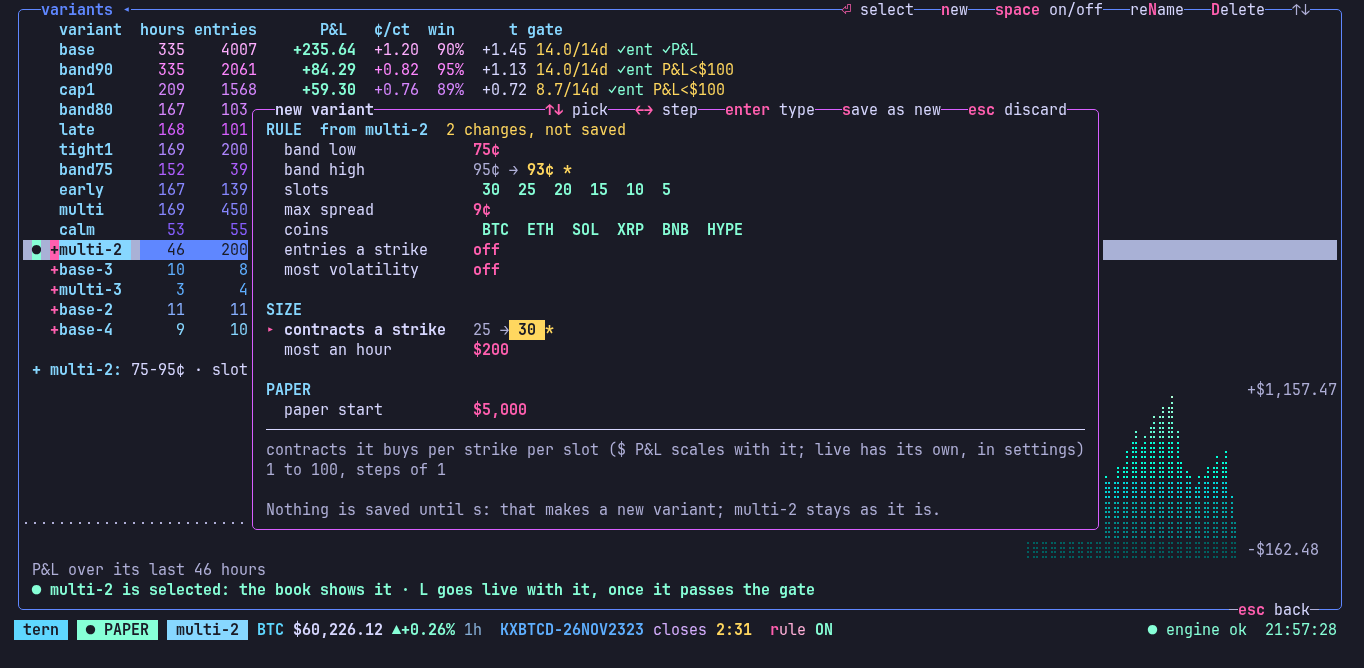 variants ◂ ⏎ select new space on/off reName Delete ↑↓
variant hours entries P&L ¢/ct win t gate
base 335 4007 +235.64 +1.20 90% +1.45 14.0/14d ✓ent ✓P&L
band90 335 2061 +84.29 +0.82 95% +1.13 14.0/14d ✓ent P&L<$100
cap1 209 1568 +59.30 +0.76 89% +0.72 8.7/14d ✓ent P&L<$100
band80 167 103
new variant ↑↓ pick ↔ step enter type save as new esc discard
late 168 101
RULE from multi-2 2 changes, not saved
tight1 169 200
band low 75¢
band75 152 39
band high 95¢ → 93¢ *
early 167 139
slots 30 25 20 15 10 5
multi 169 450
max spread 9¢
calm 53 55
coins BTC ETH SOL XRP BNB HYPE
● +multi-2 46 200
entries a strike off
+base-3 10 8
most volatility off
+multi-3 3 4
+base-2 11 11
SIZE
+base-4 9 10
▸ contracts a strike 25 → 30 *
most an hour $200
+ multi-2: 75-95¢ · slot
PAPER
+$1,157.47
paper start $5,000
contracts it buys per strike per slot ($ P&L scales with it; live has its own, in settings)
1 to 100, steps of 1
Nothing is saved until s: that makes a new variant; multi-2 stays as it is.
-$162.48
P&L over its last 46 hours
● multi-2 is selected: the book shows it · L goes live with it, once it passes the gate
esc back
tern ● PAPER multi-2 BTC $60,226.12 ▲+0.26% 1h KXBTCD-26NOV2323 closes 2:31 rule ON ● engine ok 21:57:28